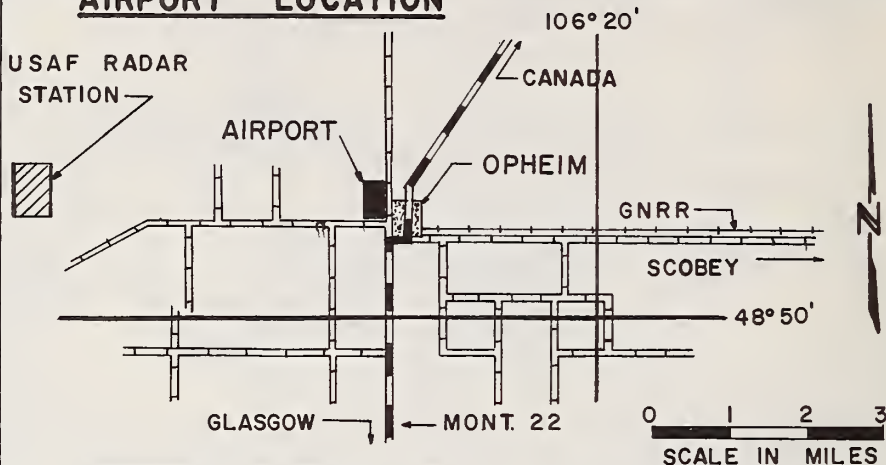 AIRPORT LOCATION
106° 20'
USAF RADAR
STATION
CANADA
AIRPORT
OPHEIM
GNRR
N
SCOBEY
48° 50'
GLASGOW
MONT. 22
0 1 2 3
SCALE IN MILES